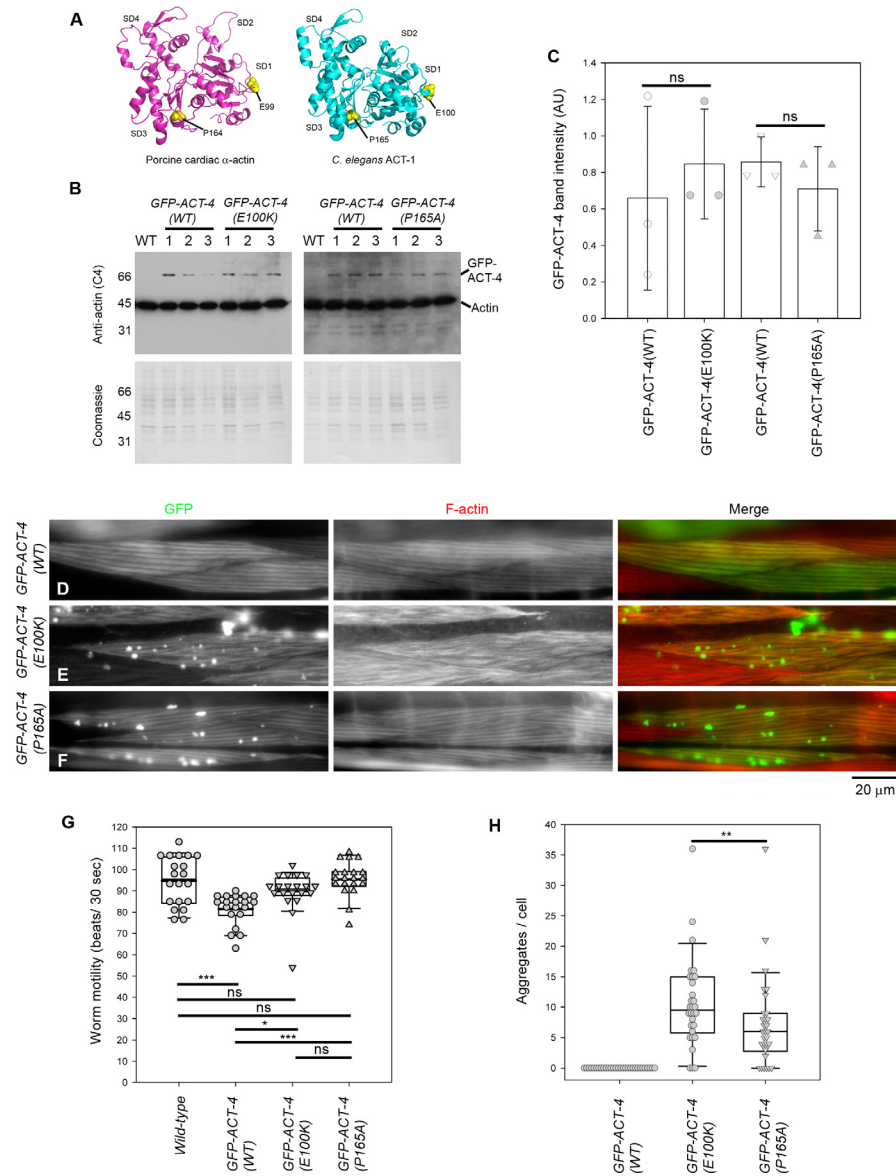 A
SD4
SD2
SD1
E99
P164
SD3
Porcine cardiac α-actin
SD4
SD2
SD1
E100
P165
SD3
C. elegans ACT-1
B
GFP-ACT-4
(WT)
GFP-ACT-4
(E100K)
GFP-ACT-4
(WT)
GFP-ACT-4
(P165A)
WT 1 2 3 1 2 3 WT 1 2 3 1 2 3
Anti-actin (C4)
66
45
31
GFP-
ACT-4
Actin
Coomassie
66
45
31
C
GFP-ACT-4 band intensity (AU)
1.4
1.2
1.0
0.8
0.6
0.4
0.2
0.0
ns
ns
GFP-ACT-4(WT)
GFP-ACT-4(E100K)
GFP-ACT-4(WT)
GFP-ACT-4(P165A)
GFP F-actin Merge
GFP-ACT-4
(WT)
D
GFP-ACT-4
(E100K)
E
GFP-ACT-4
(P165A)
F
20 μm
G
Worm motility (beats/ 30 sec)
120
110
100
90
80
70
60
50
40
30
20
10
0
***
ns
ns
*
***
ns
Wild-type
GFP-ACT-4
(WT)
GFP-ACT-4
(E100K)
GFP-ACT-4
(P165A)
H
Aggregates / cell
40
35
30
25
20
15
10
5
0
**
GFP-ACT-4
(WT)
GFP-ACT-4
(E100K)
GFP-ACT-4
(P165A)